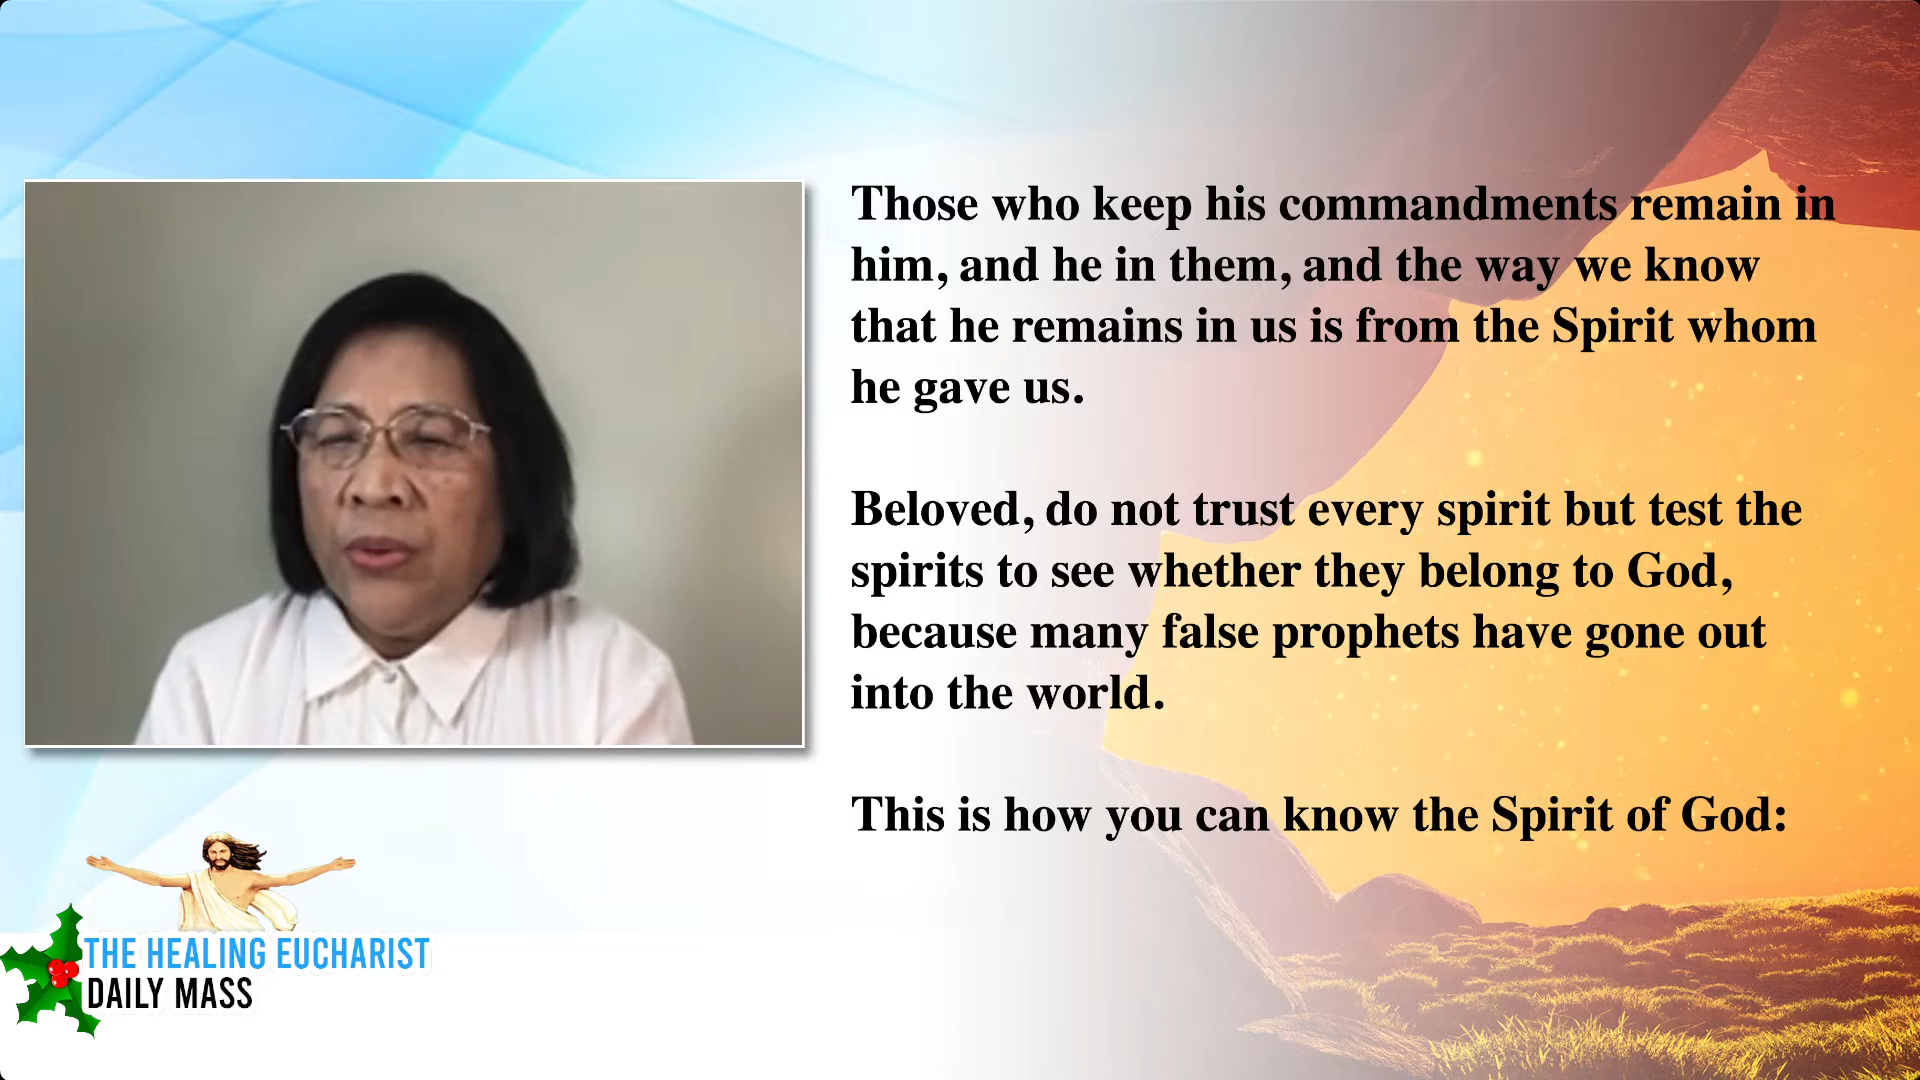 Those who keep his commandments remain in
him, and he in them, and the way we know
that he remains in us is from the Spirit whom
he gave us.
Beloved, do not trust every spirit but test the
spirits to see whether they belong to God,
because many false prophets have gone out
into the world.
This is how you can know the Spirit of God:
THE HEALING EUCHARIST
DAILY MASS